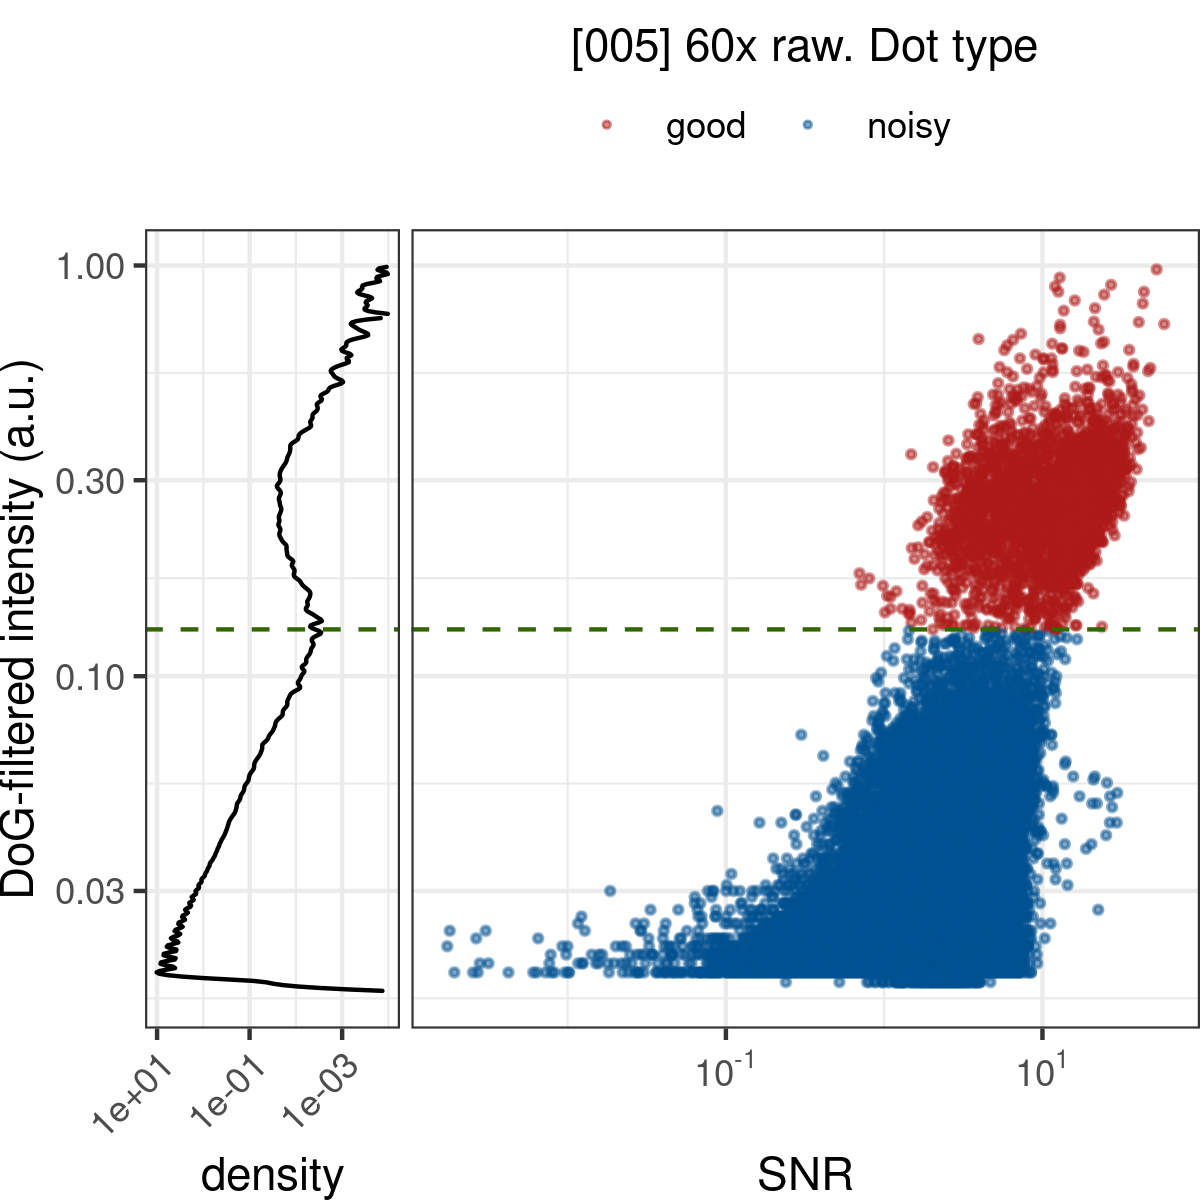 [005] 60x raw. Dot type
good
noisy
DoG-filtered intensity (a.u.)
1.00
0.30
0.10
0.03
1e+01
1e-01
1e-03
10^-1
10^1
density
SNR